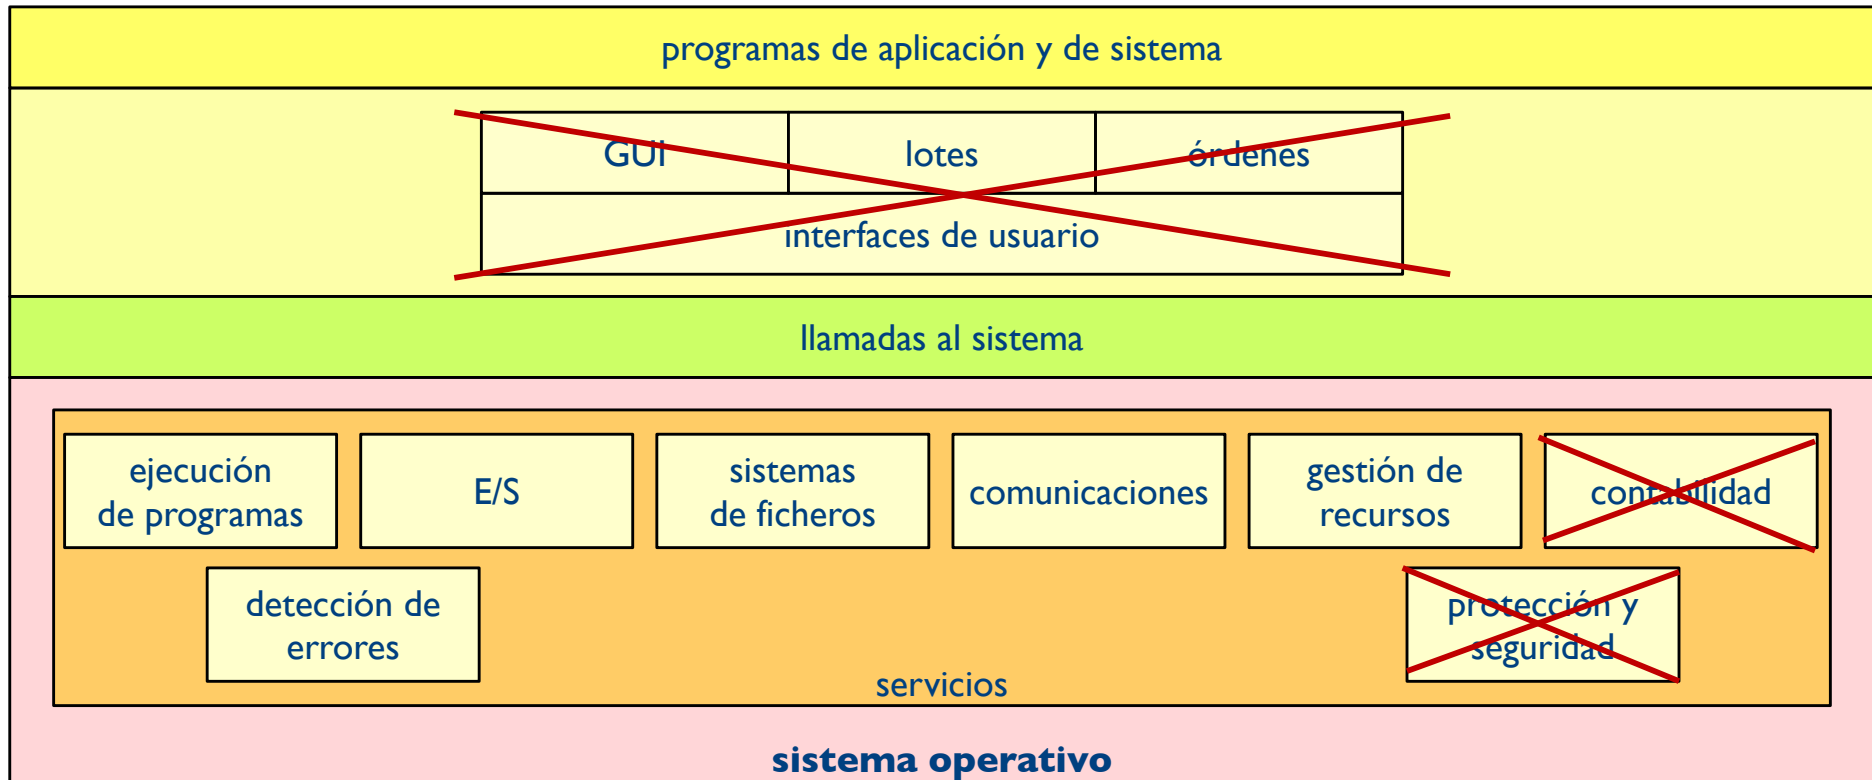 programas de aplicación y de sistema
GUI
lotes
órdenes
interfaces de usuario
llamadas al sistema
ejecución
de programas
E/S
sistemas
de ficheros
comunicaciones
gestión de
recursos
contabilidad
detección de
errores
protección y
seguridad
servicios
sistema operativo